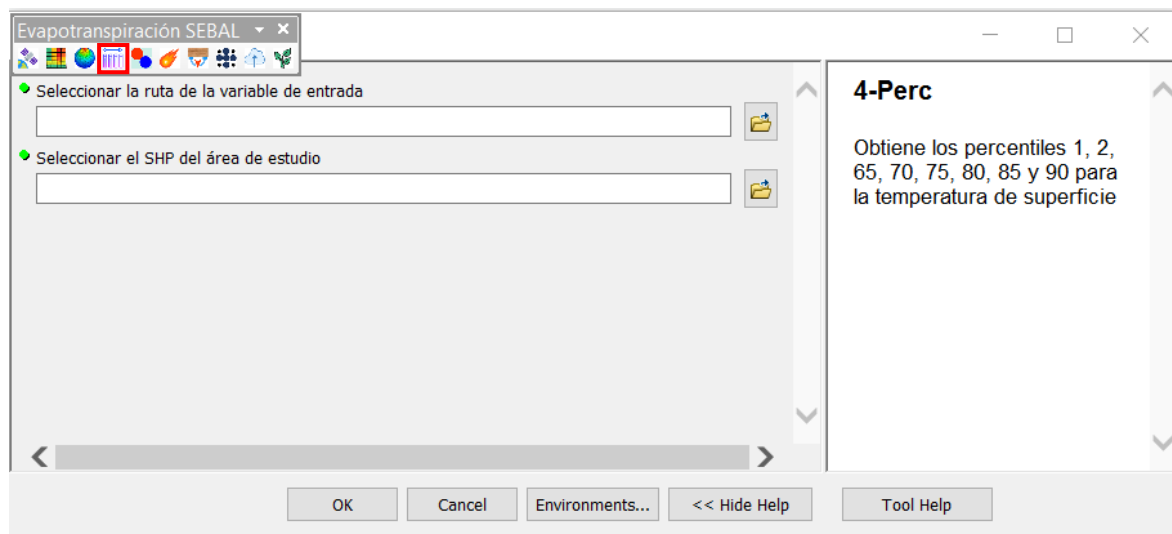 Evapotranspiración SEBAL
Seleccionar la ruta de la variable de entrada
Seleccionar el SHP del área de estudio
4-Perc
Obtiene los percentiles 1, 2,
65, 70, 75, 80, 85 y 90 para
la temperatura de superficie
OK
Cancel
Environments...
<< Hide Help
Tool Help